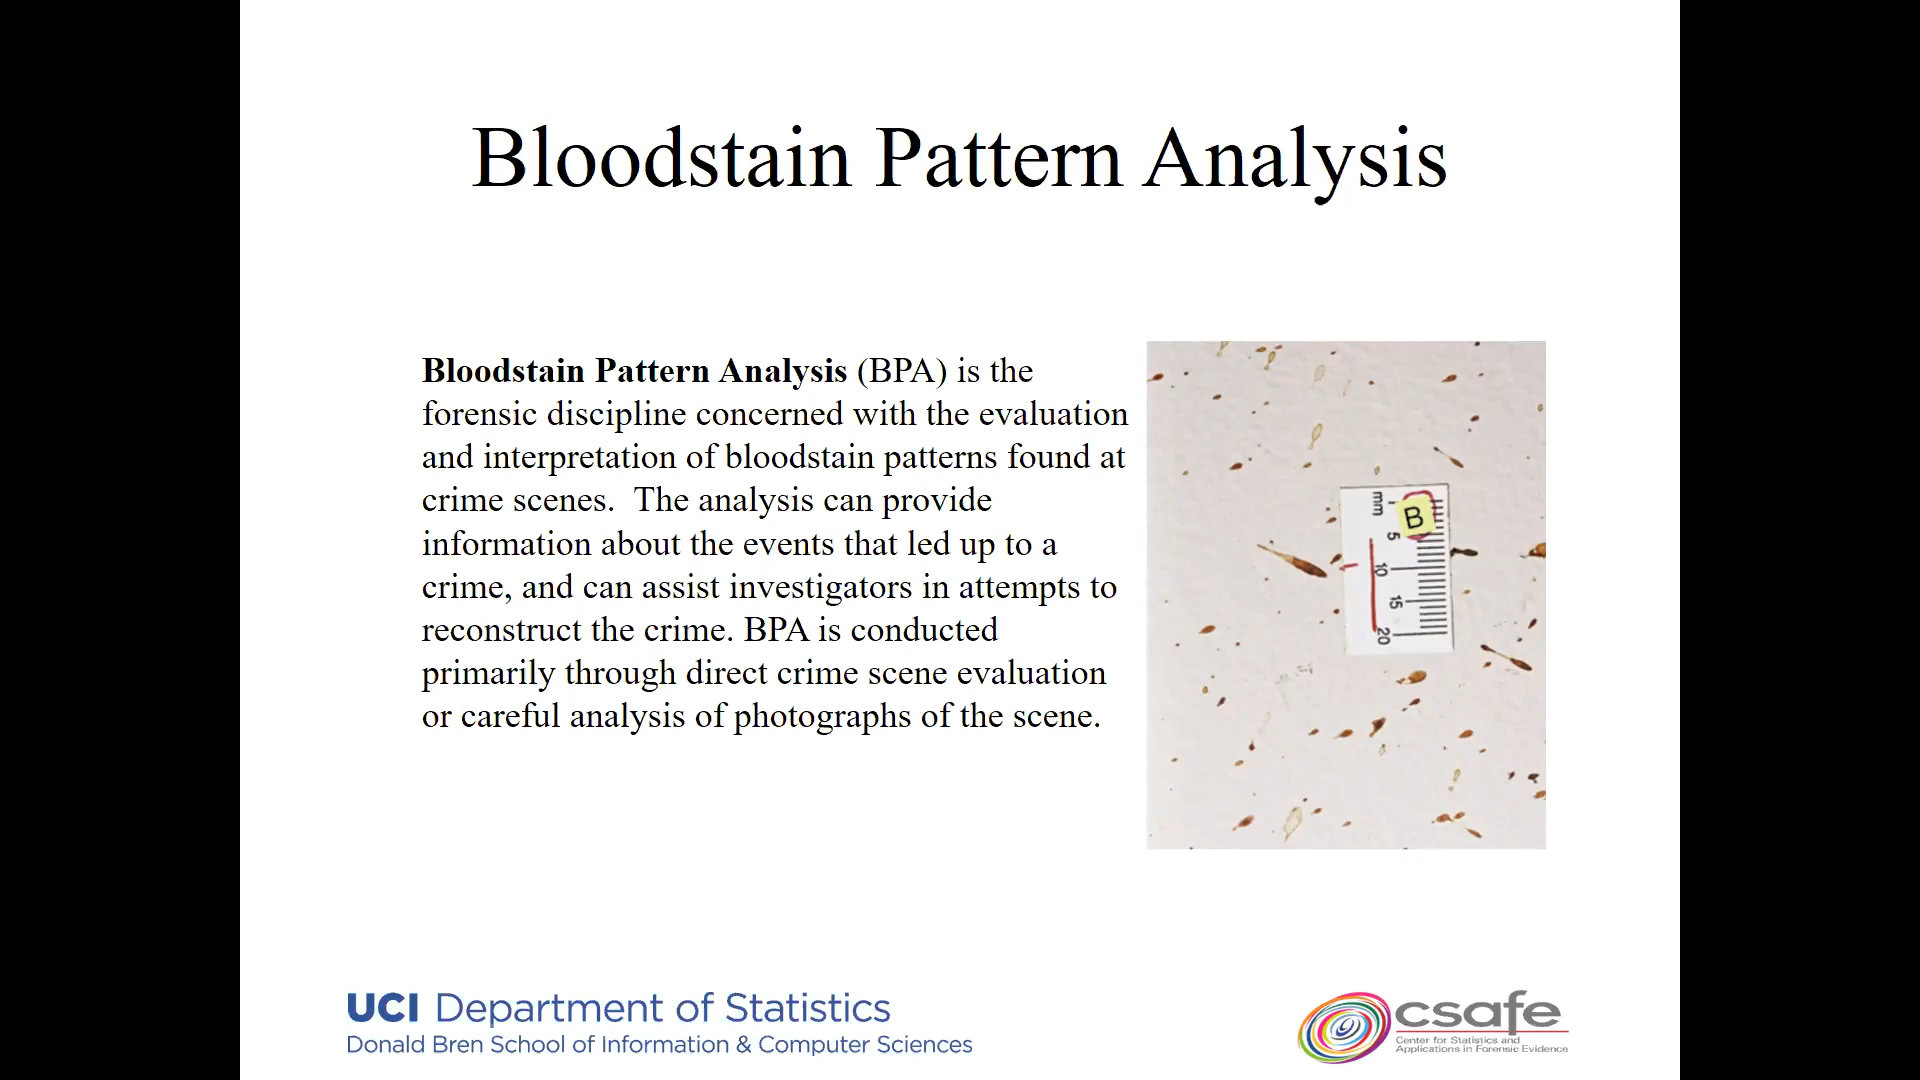 Bloodstain Pattern Analysis
Bloodstain Pattern Analysis (BPA) is the
forensic discipline concerned with the evaluation
and interpretation of bloodstain patterns found at
crime scenes.  The analysis can provide
information about the events that led up to a
crime, and can assist investigators in attempts to
reconstruct the crime. BPA is conducted
primarily through direct crime scene evaluation
or careful analysis of photographs of the scene.
mm
B
5
10
15
20
UCI Department of Statistics
Donald Bren School of Information & Computer Sciences
csafe
Center for Statistics and
Applications in Forensic Evidence